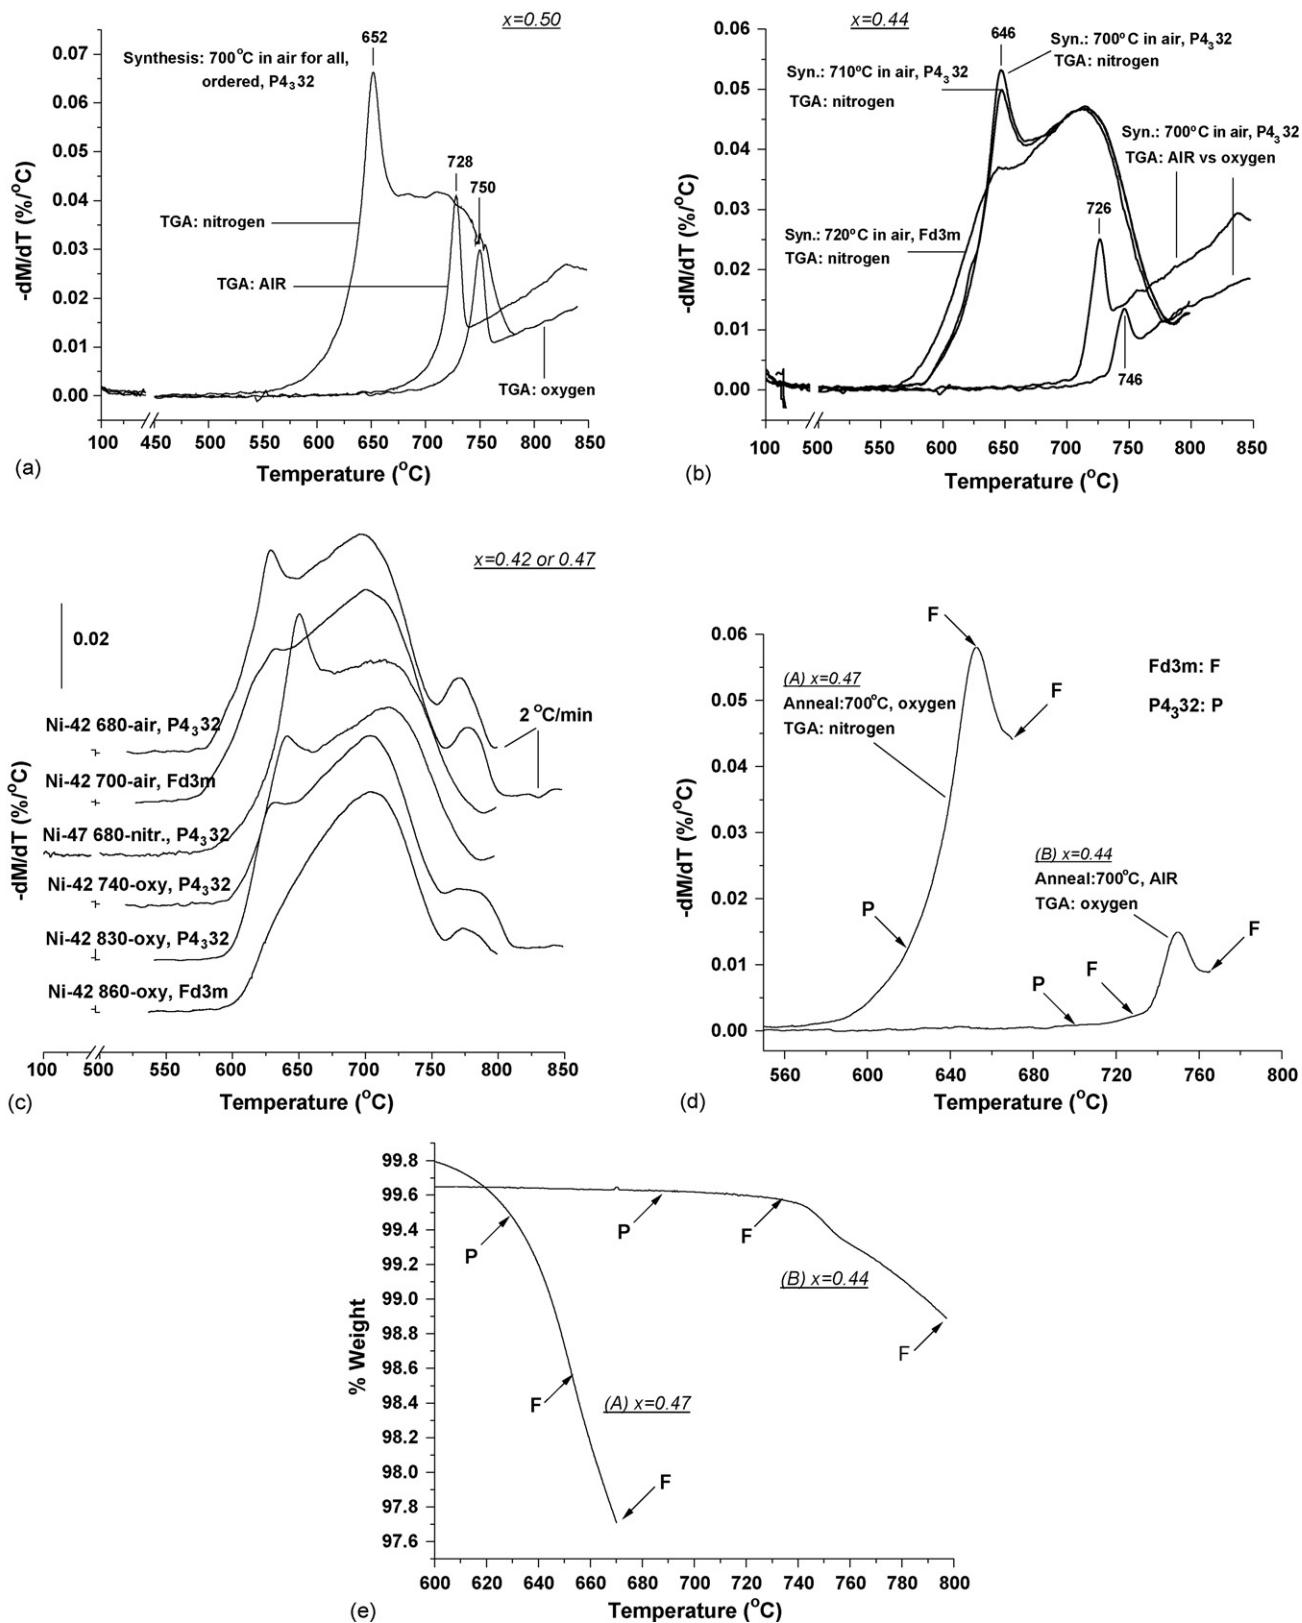 x=0.50
0.07
652
Synthesis: 700°C in air for all,
ordered, P4₃32
0.06
0.05
728
0.04
750
TGA: nitrogen
0.03
TGA: AIR
0.02
0.01
TGA: oxygen
0.00
-dM/dT (%/°C)
100 450 500 550 600 650 700 750 800 850
Temperature (°C)
(a)
x=0.44
0.06
646
Syn.: 700°C in air, P4₃32
TGA: nitrogen
Syn.: 710°C in air, P4₃32
TGA: nitrogen
0.05
Syn.: 700°C in air, P4₃32
TGA: AIR vs oxygen
0.04
0.03
726
Syn.: 720°C in air, Fd3m
TGA: nitrogen
0.02
0.01
746
0.00
-dM/dT (%/°C)
100 500 600 650 700 750 800 850
Temperature (°C)
(b)
x=0.42 or 0.47
0.02
2 °C/min
Ni-42 680-air, P4₃32
Ni-42 700-air, Fd3m
Ni-47 680-nitr., P4₃32
Ni-42 740-oxy, P4₃32
Ni-42 830-oxy, P4₃32
Ni-42 860-oxy, Fd3m
-dM/dT (%/°C)
100 500 550 600 650 700 750 800 850
Temperature (°C)
(c)
F
0.06
Fd3m: F
(A) x=0.47
F
Anneal:700°C, oxygen
P4₃32: P
TGA: nitrogen
0.05
0.04
0.03
(B) x=0.44
Anneal:700°C, AIR
TGA: oxygen
0.02
P
F
0.01
F
P
0.00
-dM/dT (%/°C)
560 600 640 680 720 760 800
Temperature (°C)
(d)
99.8
99.6
P
P
F
99.4
99.2
(B) x=0.44
99.0
98.8
F
98.6
F
(A) x=0.47
98.4
98.2
98.0
F
97.8
97.6
% Weight
600 620 640 660 680 700 720 740 760 780 800
Temperature (°C)
(e)